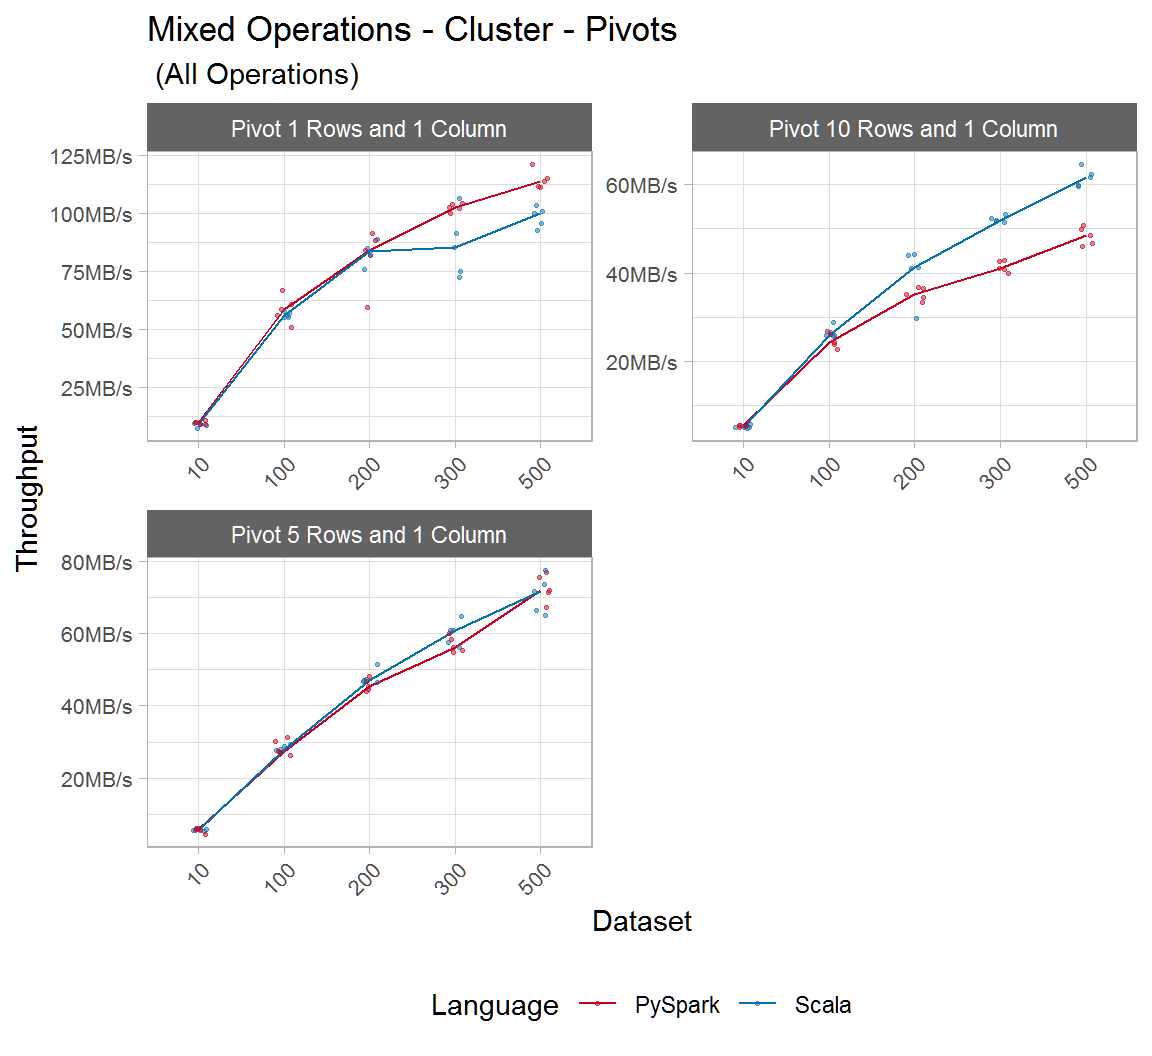 Mixed Operations - Cluster - Pivots
(All Operations)
Pivot 1 Rows and 1 Column
125MB/s
100MB/s
75MB/s
50MB/s
25MB/s
10
100
200
300
500
Pivot 10 Rows and 1 Column
60MB/s
40MB/s
20MB/s
10
100
200
300
500
Pivot 5 Rows and 1 Column
80MB/s
60MB/s
40MB/s
20MB/s
10
100
200
300
500
Throughput
Dataset
Language PySpark Scala